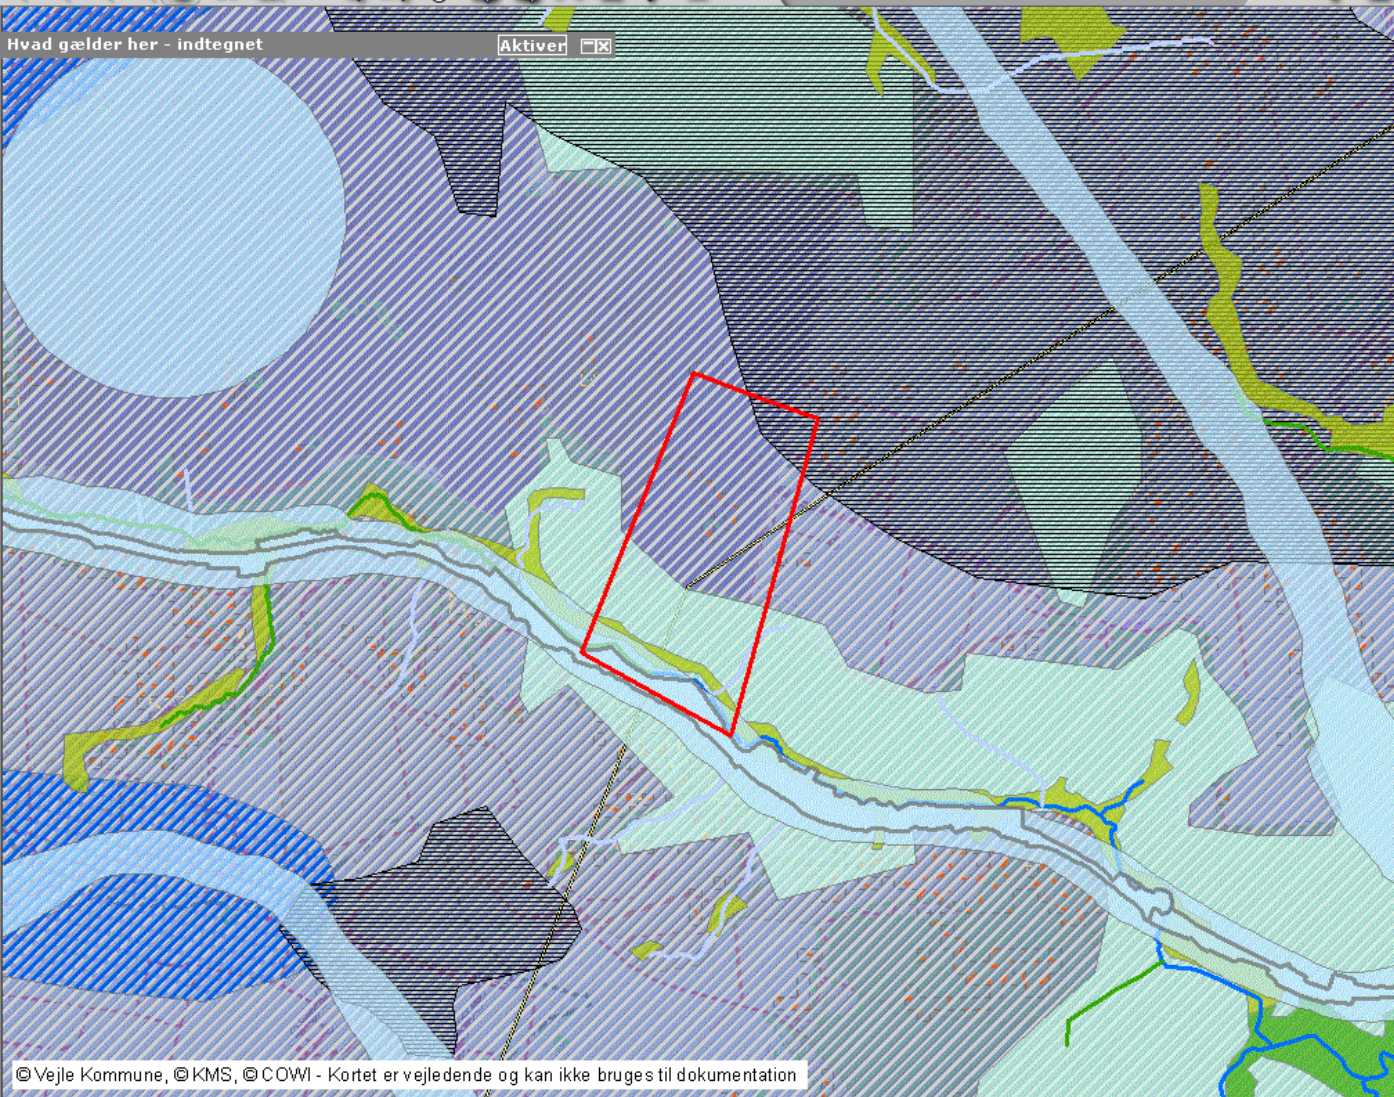 Hvad gælder her - indtegnet Aktiver
© Vejle Kommune, © KMS, © COWI - Kortet er vejledende og kan ikke bruges til dokumentation